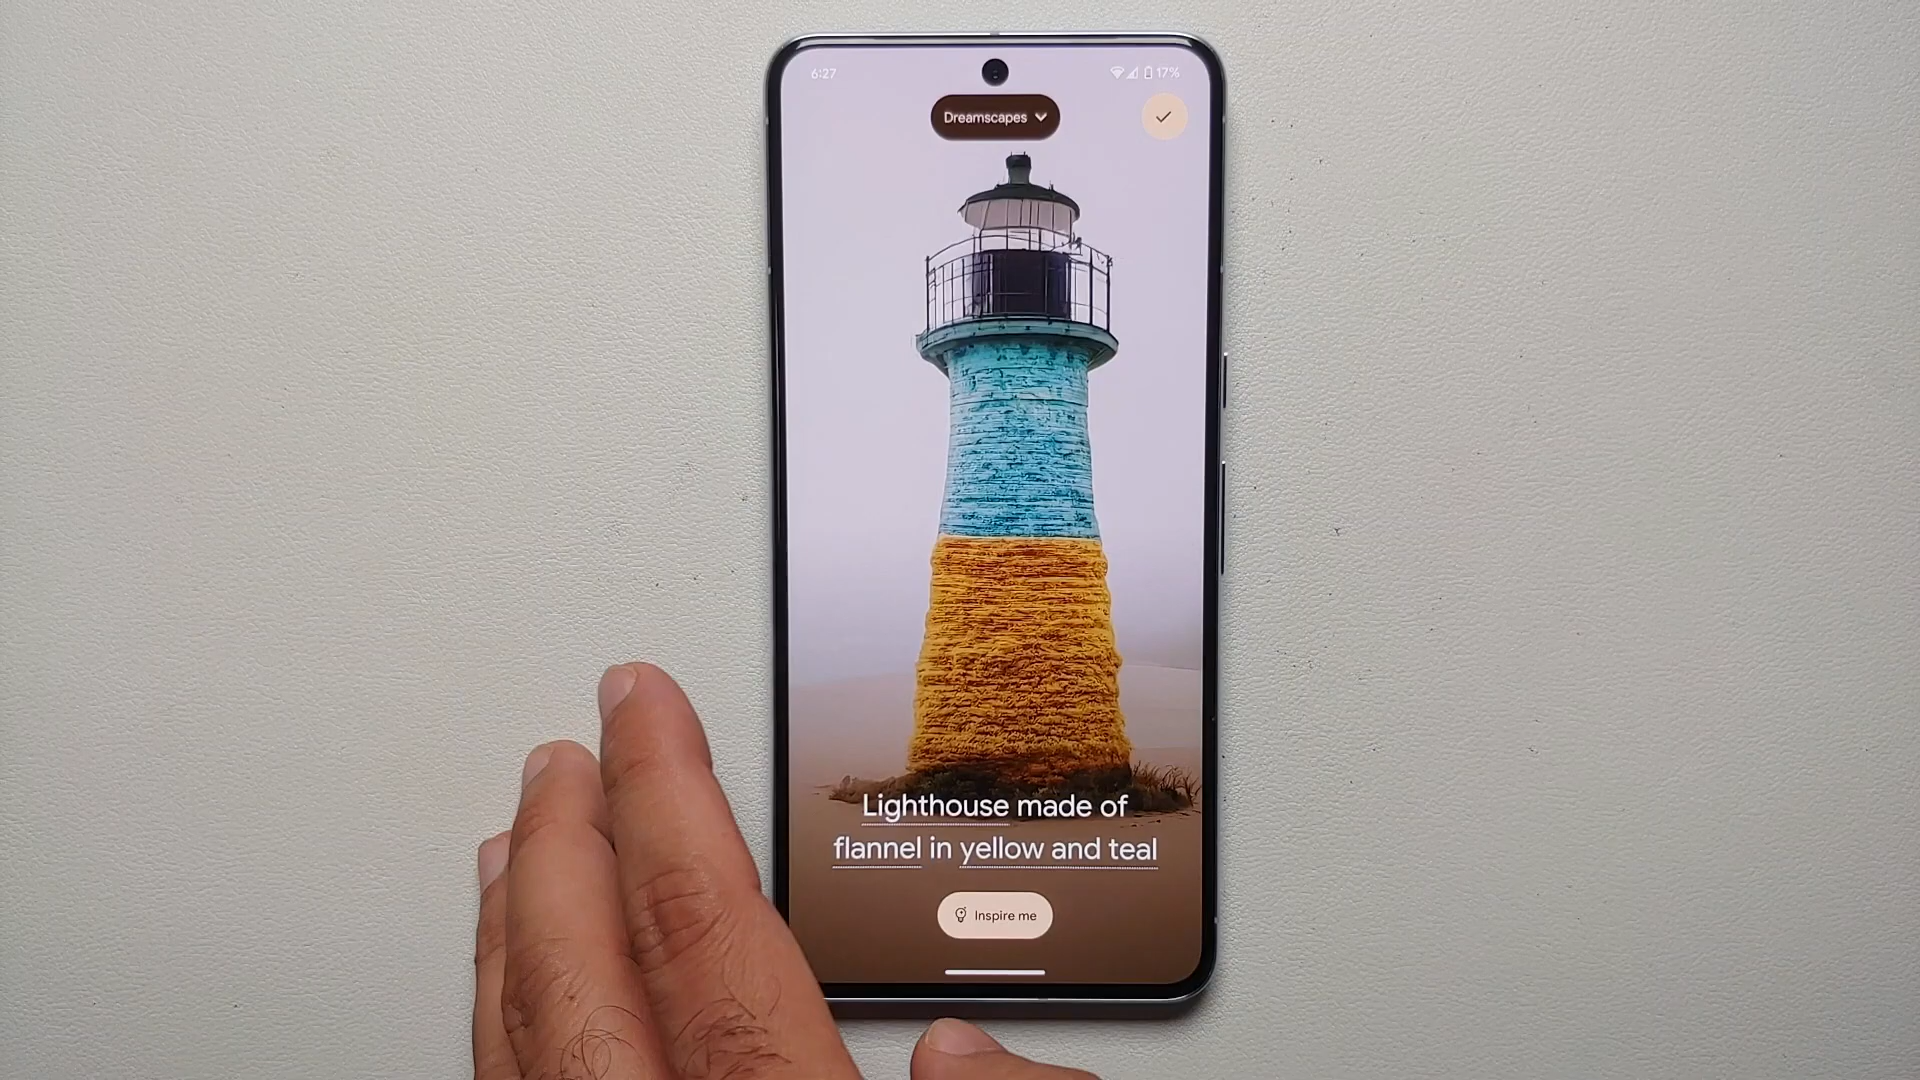 6:27
17%
Dreamscapes
Lighthouse made of
flannel in yellow and teal
Inspire me